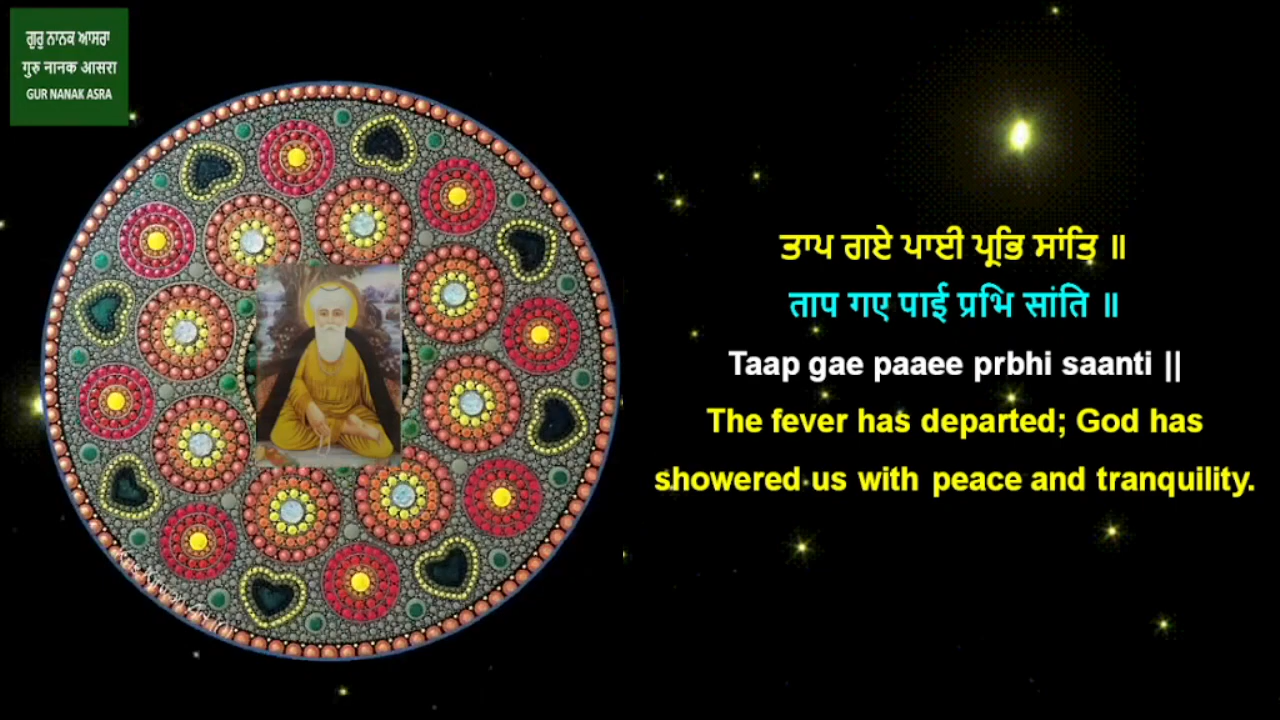 ਗੁਰੁ ਨਾਨਕ ਆਸਰਾ
गुरु नानक आसरा
GUR NANAK ASRA
ਤਾਪ ਗਏ ਪਾਈ ਪ੍ਰਭਿ ਸਾਂਤਿ ॥
ताप गए पाई प्रभि सांति ॥
Taap gae paaee prbhi saanti ||
The fever has departed; God has
showered us with peace and tranquility.